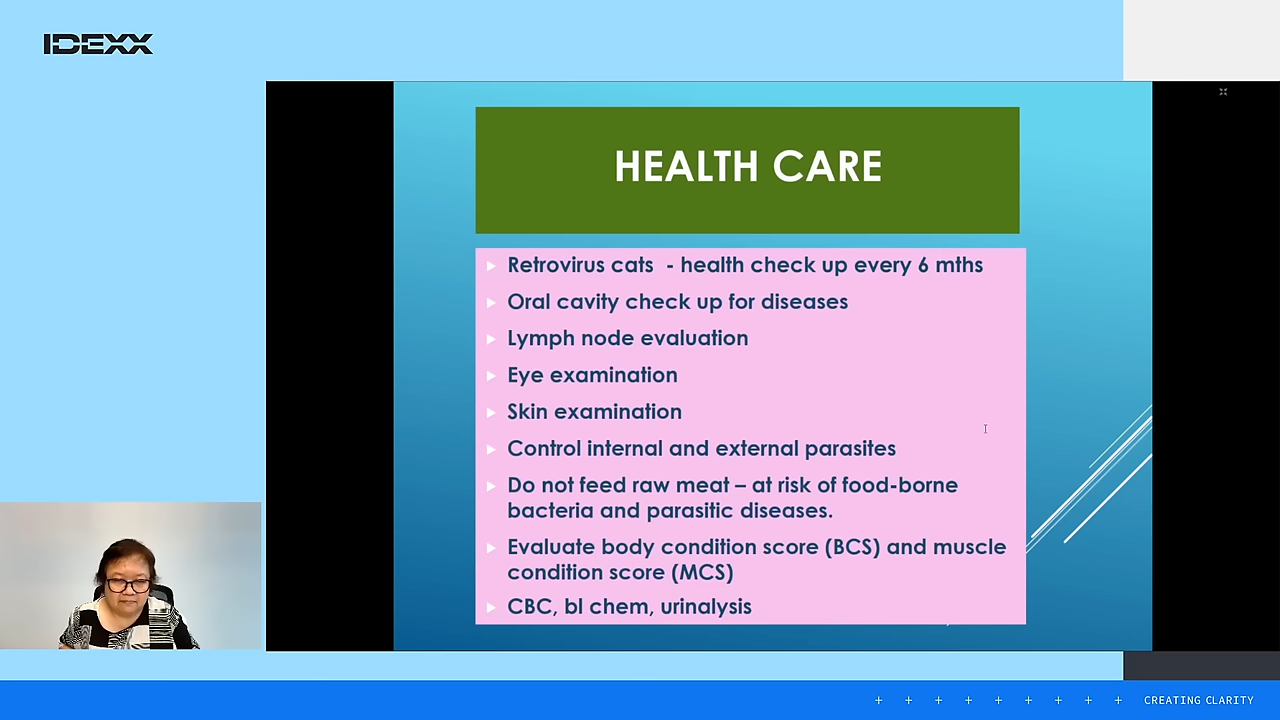 IDEXX
HEALTH CARE
Retrovirus cats - health check up every 6 mths
Oral cavity check up for diseases
Lymph node evaluation
Eye examination
Skin examination
Control internal and external parasites
Do not feed raw meat – at risk of food-borne
bacteria and parasitic diseases.
Evaluate body condition score (BCS) and muscle
condition score (MCS)
CBC, bl chem, urinalysis
CREATING CLARITY